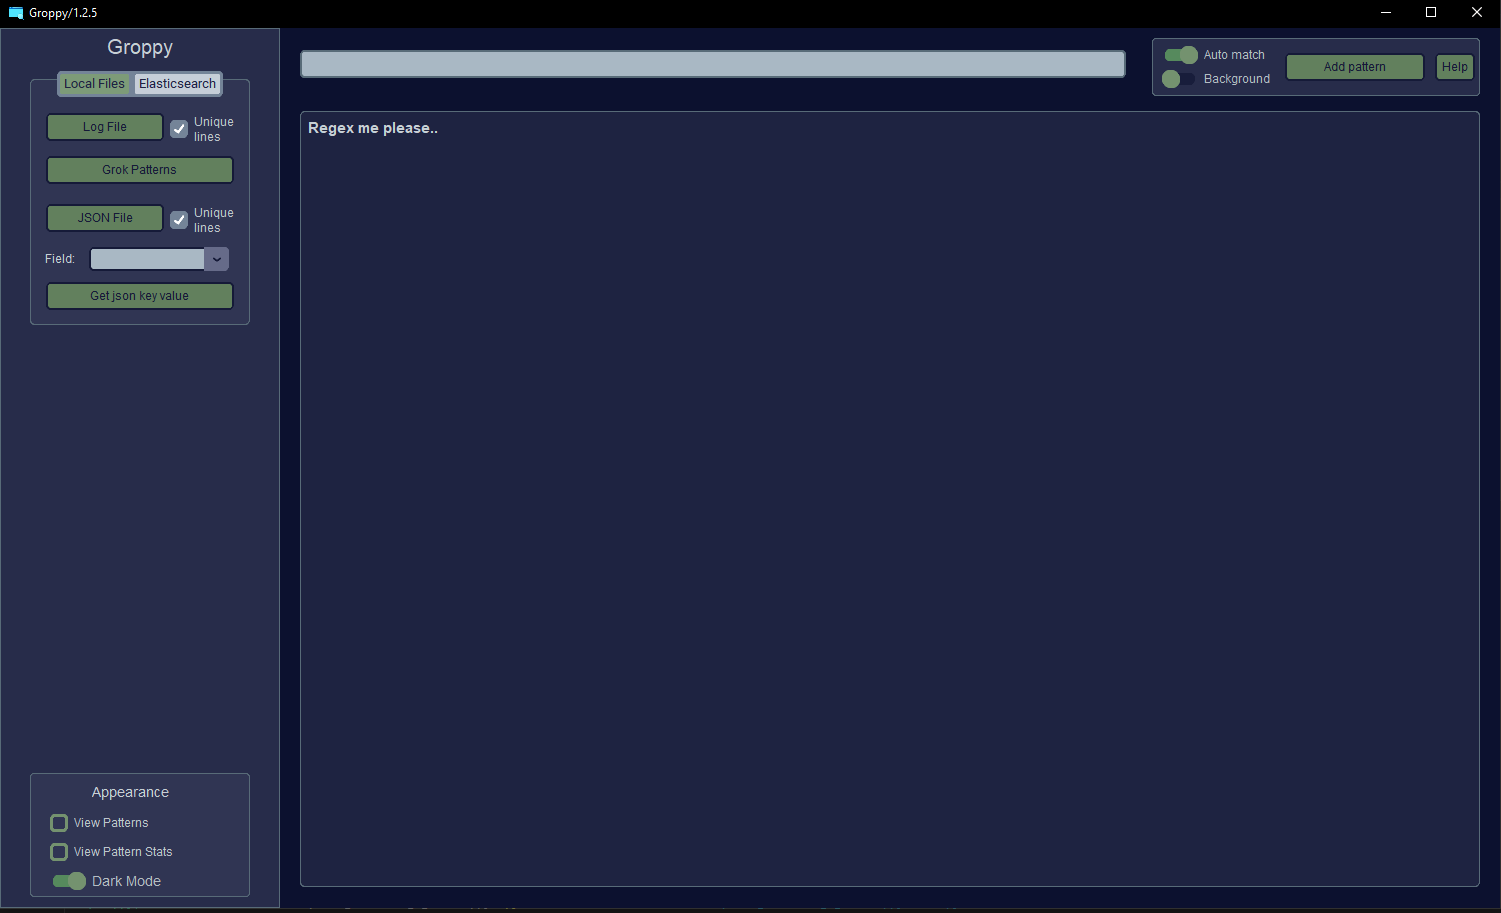 Groppy/1.2.5
Groppy
Local Files
Elasticsearch
Log File
Unique
lines
Grok Patterns
JSON File
Unique
lines
Field:
Get json key value
Appearance
View Patterns
View Pattern Stats
Dark Mode
Auto match
Background
Add pattern
Help
Regex me please..